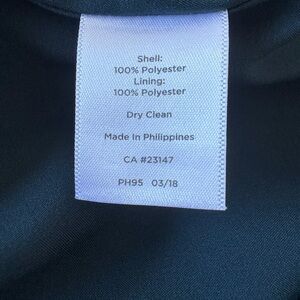 Shell:
100% Polyester
Lining:
100% Polyester
Dry Clean
Made In Philippines
CA #23147
PH95 03/18